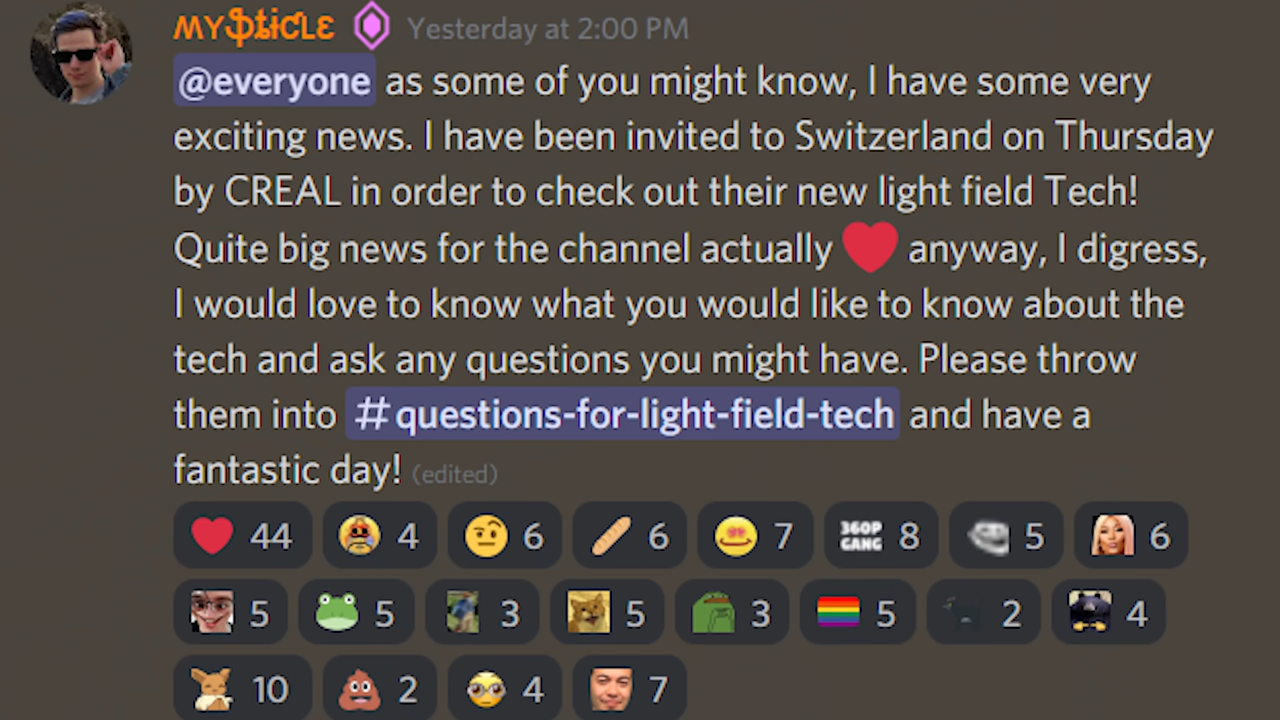 MYSticLE Yesterday at 2:00 PM
@everyone as some of you might know, I have some very
exciting news. I have been invited to Switzerland on Thursday
by CREAL in order to check out their new light field Tech!
Quite big news for the channel actually ❤️ anyway, I digress,
I would love to know what you would like to know about the
tech and ask any questions you might have. Please throw
them into #questions-for-light-field-tech and have a
fantastic day! (edited)
44 4 6 6 7 360P GANG 8 5 6
5 5 3 5 3 5 2 4
10 2 4 7